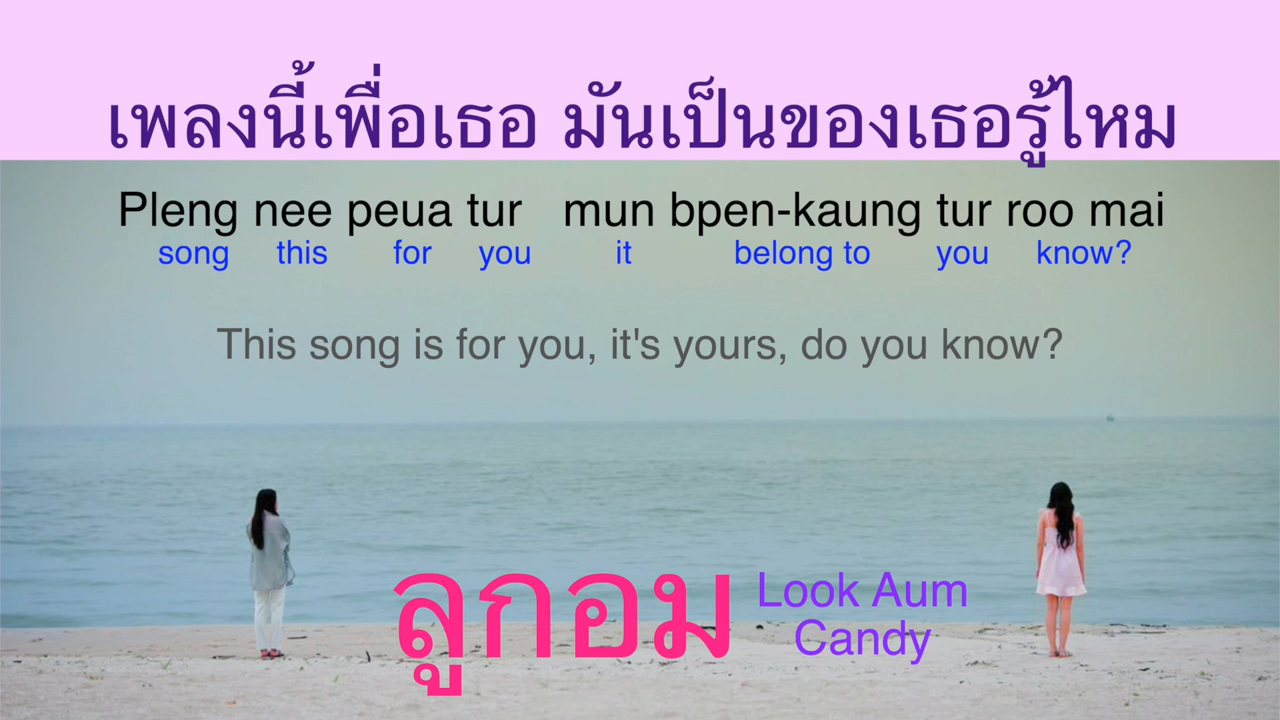 เพลงนี้เพื่อเธอ มันเป็นของเธอรู้ไหม
Pleng nee peua tur mun bpen-kaung tur roo mai
song this for you it belong to you know?
This song is for you, it's yours, do you know?
ลูกอม
Look Aum
Candy